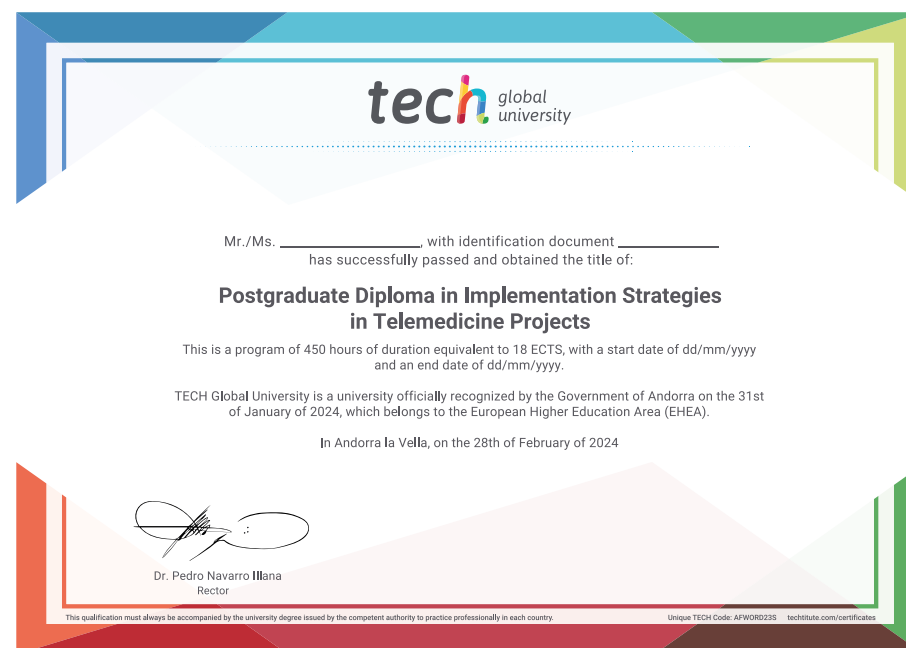 tech global
university
Mr./Ms. ____________________, with identification document ______________
has successfully passed and obtained the title of:
Postgraduate Diploma in Implementation Strategies
in Telemedicine Projects
This is a program of 450 hours of duration equivalent to 18 ECTS, with a start date of dd/mm/yyyy
and an end date of dd/mm/yyyy.
TECH Global University is a university officially recognized by the Government of Andorra on the 31st
of January of 2024, which belongs to the European Higher Education Area (EHEA).
In Andorra la Vella, on the 28th of February of 2024
Dr. Pedro Navarro Illana
Rector
This qualification must always be accompanied by the university degree issued by the competent authority to practice professionally in each country.
Unique TECH Code: AFWORD23S techtitute.com/certificates